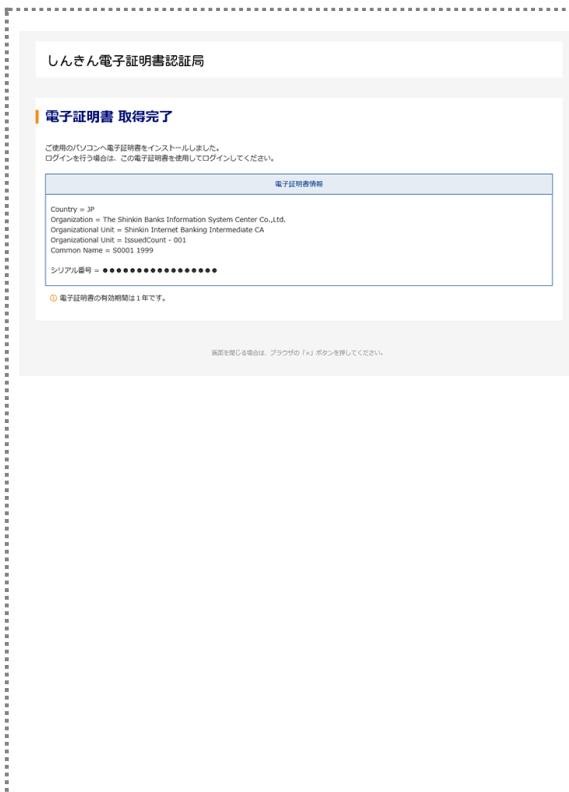 しんきん電子証明書認証局
電子証明書 取得完了
ご使用のパソコンへ電子証明書をインストールしました。
ログインを行う場合は、この電子証明書を使用してログインしてください。
電子証明書情報
Country = JP
Organization = The Shinkin Banks Information System Center Co.,Ltd.
Organizational Unit = Shinkin Internet Banking Intermediate CA
Organizational Unit = IssuedCount - 001
Common Name = S0001 1999
シリアル番号 = ●●●●●●●●●●●●●●●●●
電子証明書の有効期間は１年です。
画面を閉じる場合は、ブラウザの「×」ボタンを押してください。